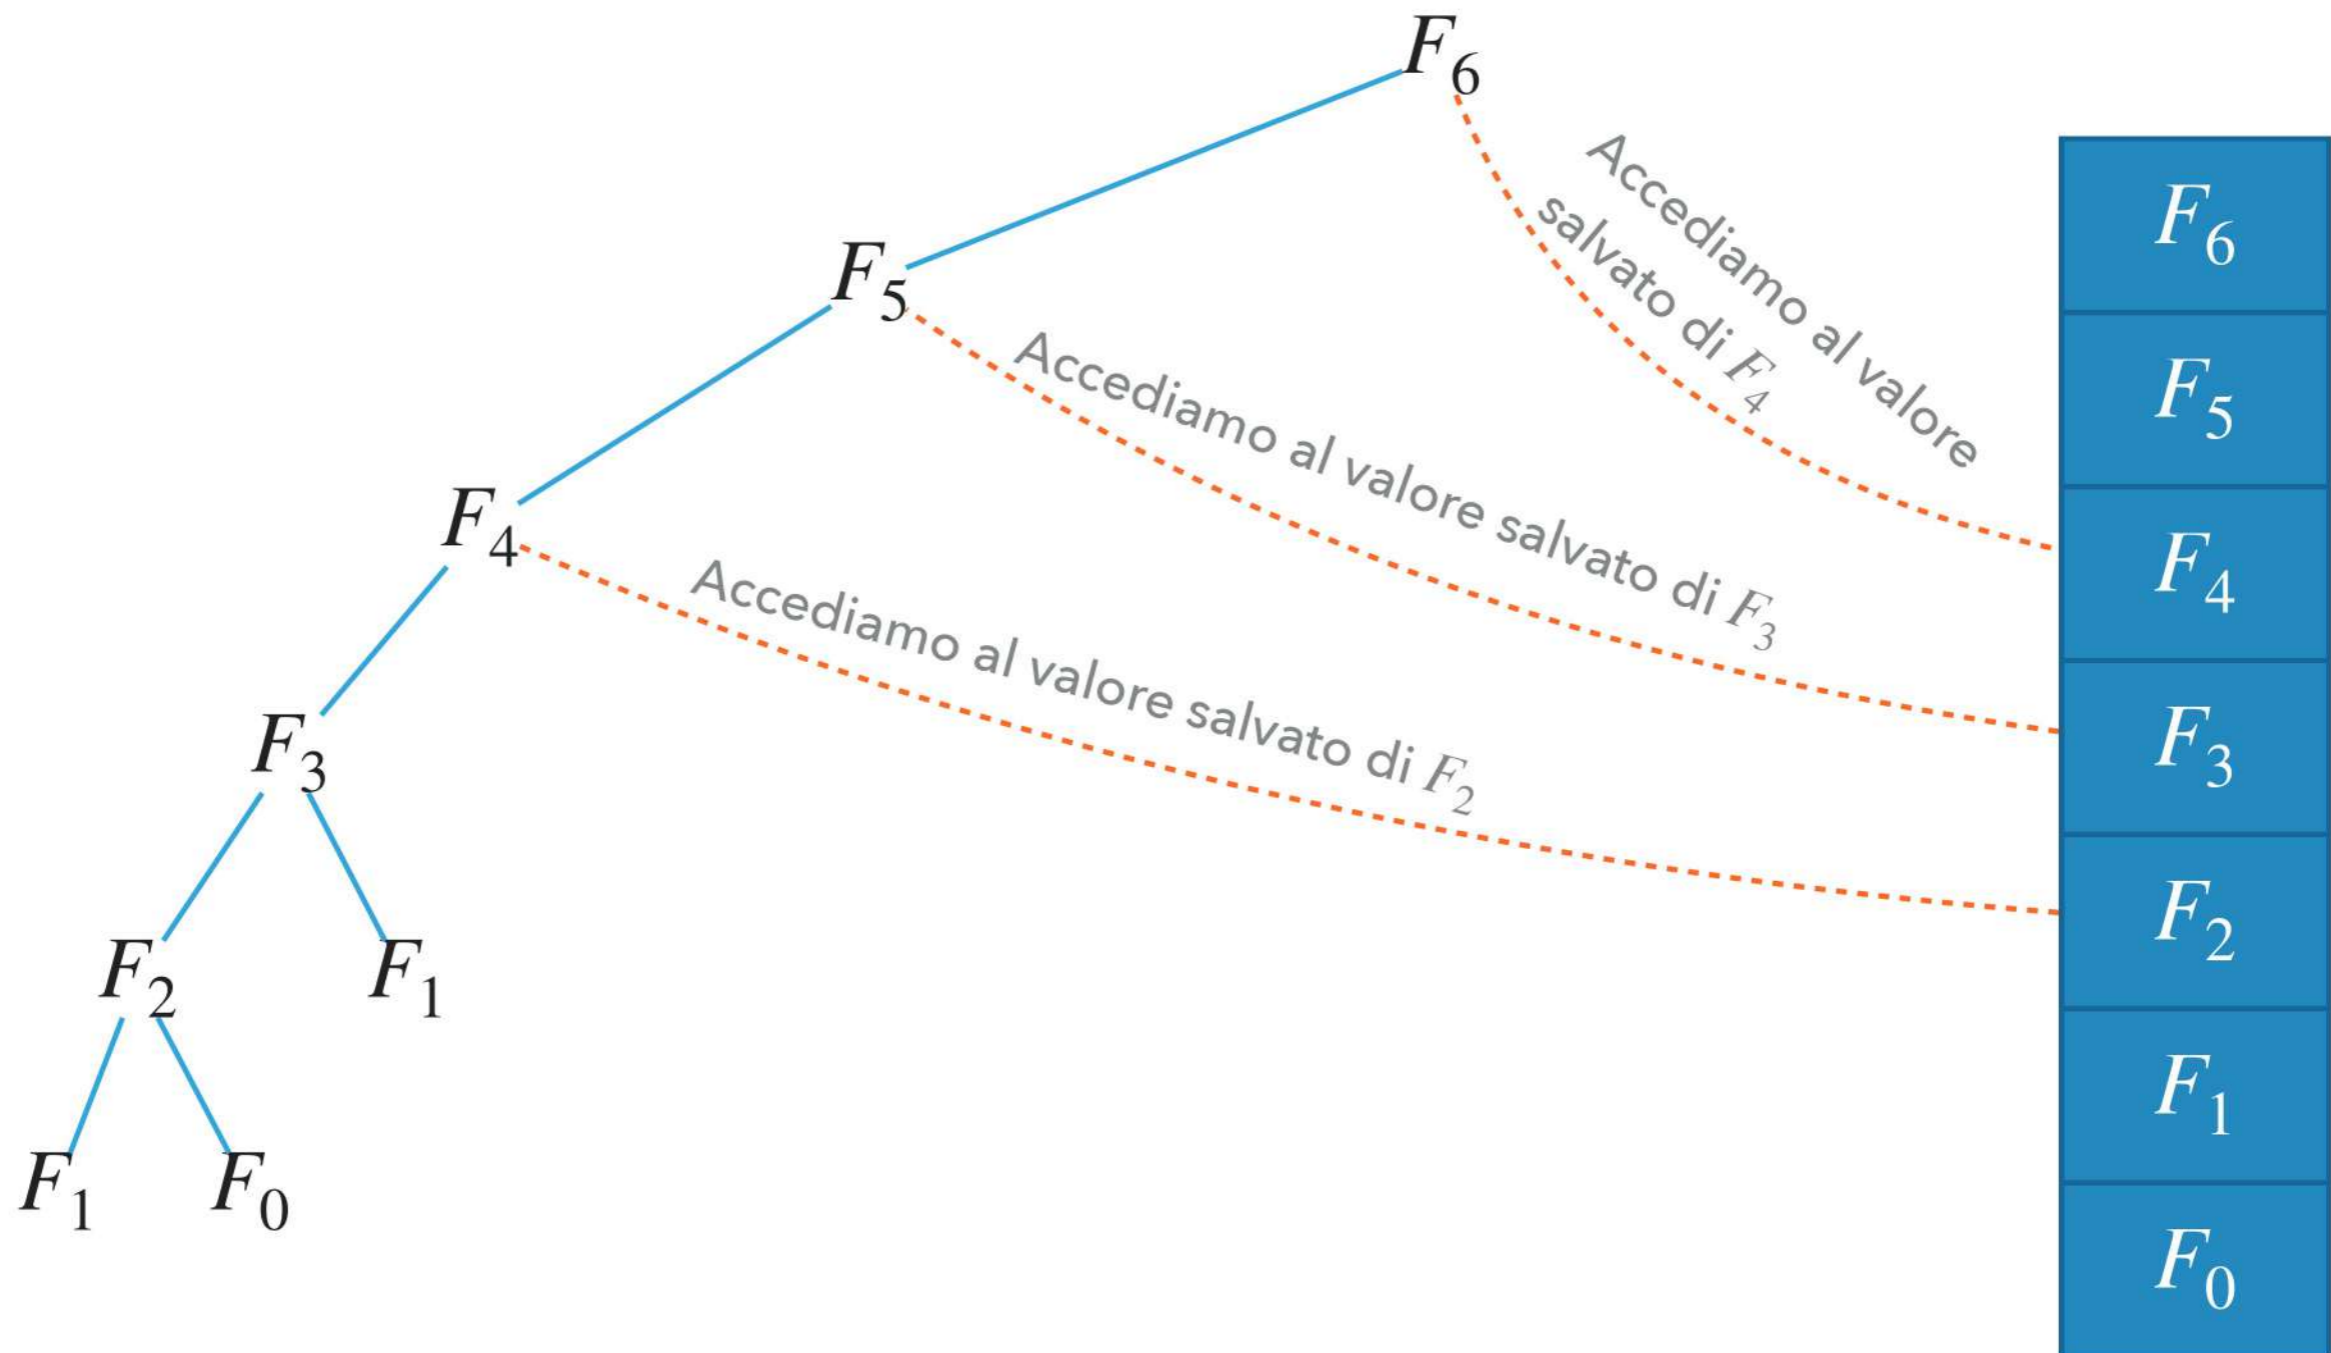 F₆
Accediamo al valore
salvato di F₄
F₆
F₅
Accediamo al valore salvato di F₃
F₅
F₄
Accediamo al valore salvato di F₂
F₄
F₃
F₃
F₂
F₁
F₂
F₁
F₀
F₁
F₀